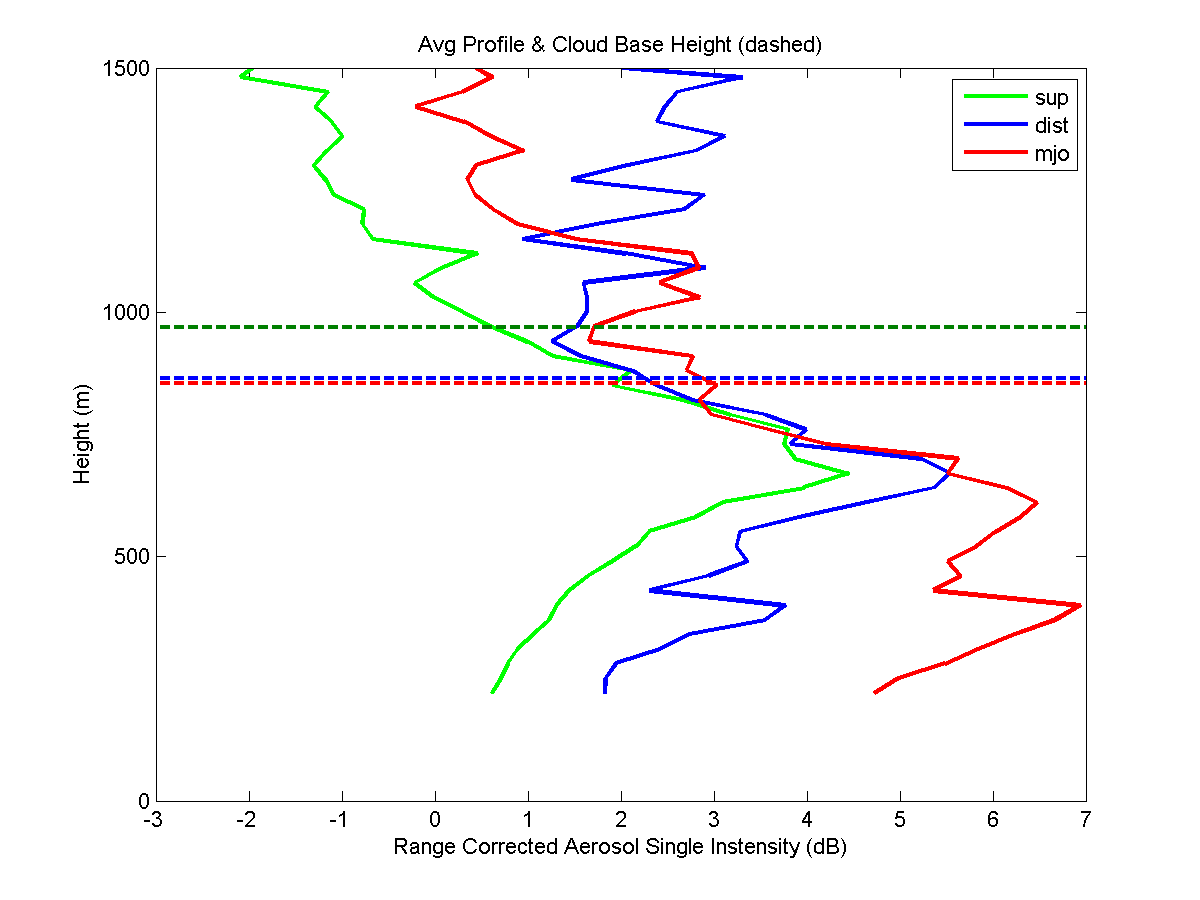 Avg Profile & Cloud Base Height (dashed)
1500
sup
dist
mjo
1000
Height (m)
500
0
-3 -2 -1 0 1 2 3 4 5 6 7
Range Corrected Aerosol Single Instensity (dB)